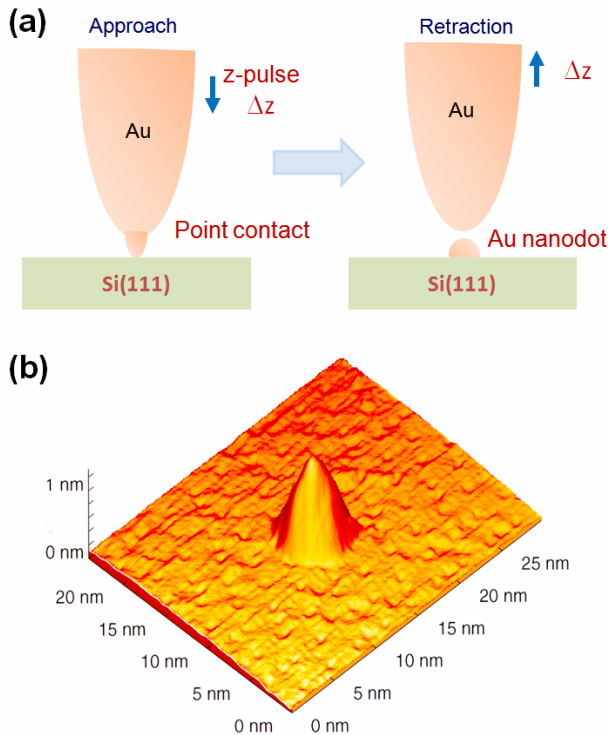 (a)
Approach
Retraction
z-pulse
Δz
Δz
Au
Au
Point contact
Au nanodot
Si(111)
Si(111)
(b)
1 nm
0 nm
20 nm
15 nm
10 nm
5 nm
0 nm
0 nm
5 nm
10 nm
15 nm
20 nm
25 nm